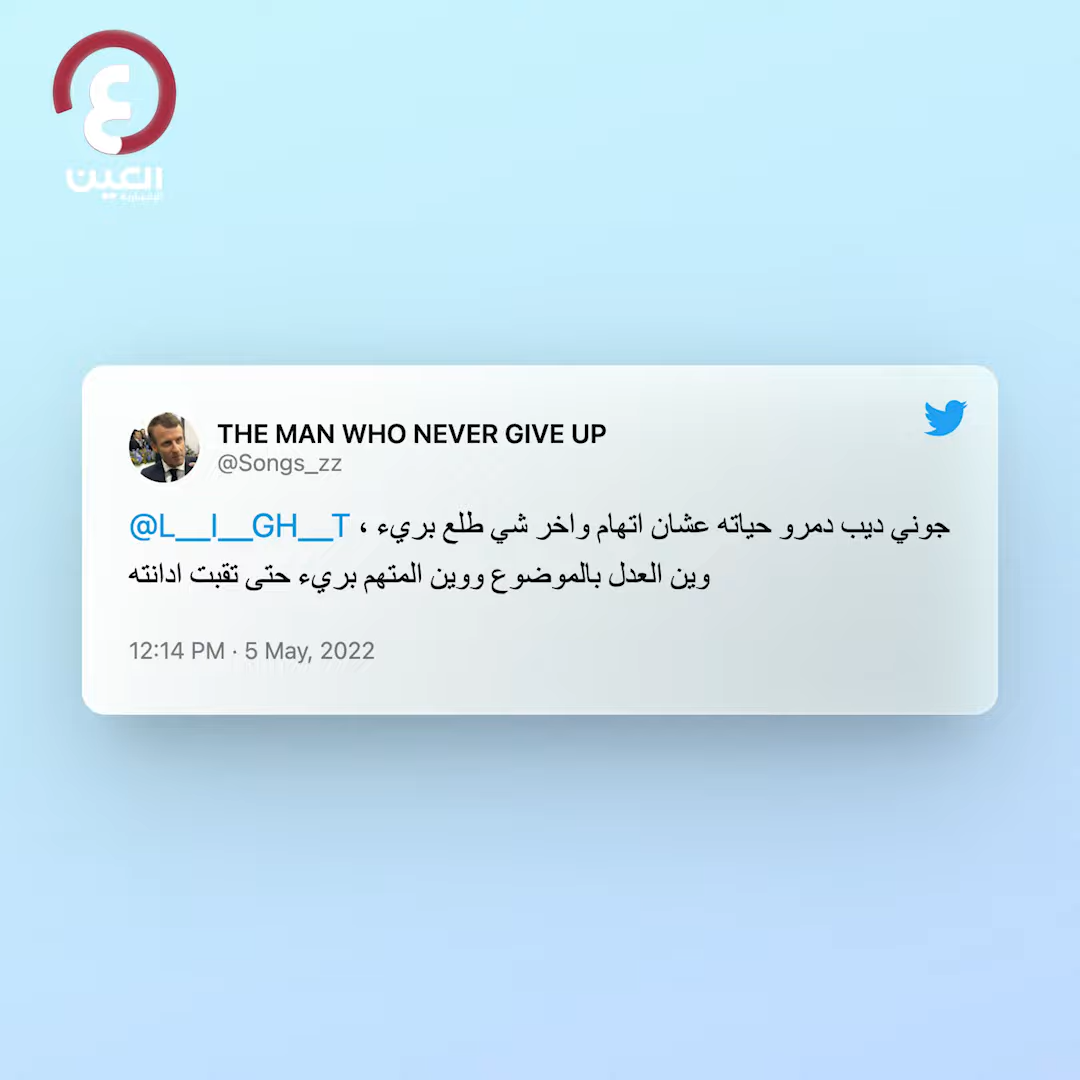 ع
العين
الإخبارية
THE MAN WHO NEVER GIVE UP
@Songs_zz
@L__I__GH__T جوني ديب دمرو حياته عشان اتهام واخر شي طلع بريء ،
وين العدل بالموضوع ووين المتهم بريء حتى تقبت ادانته
12:14 PM · 5 May, 2022